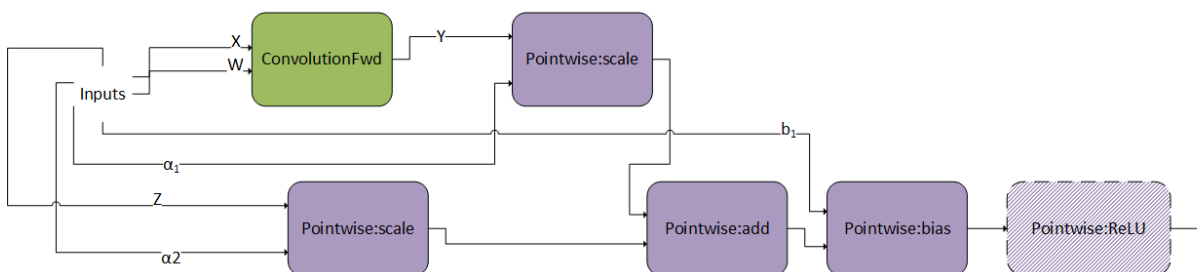 X
W
ConvolutionFwd
Y
Pointwise:scale
Inputs
b₁
α₁
Z
α2
Pointwise:scale
Pointwise:add
Pointwise:bias
Pointwise:ReLU